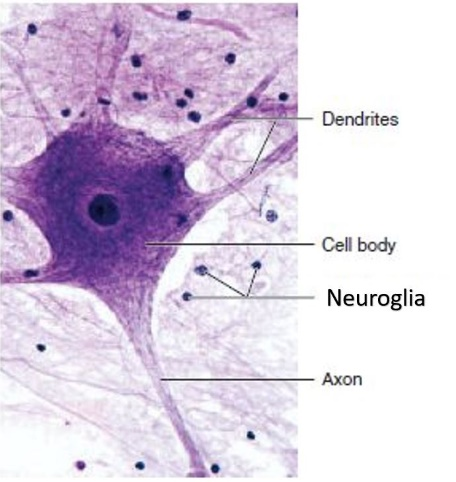 Dendrites
Cell body
Neuroglia
Axon